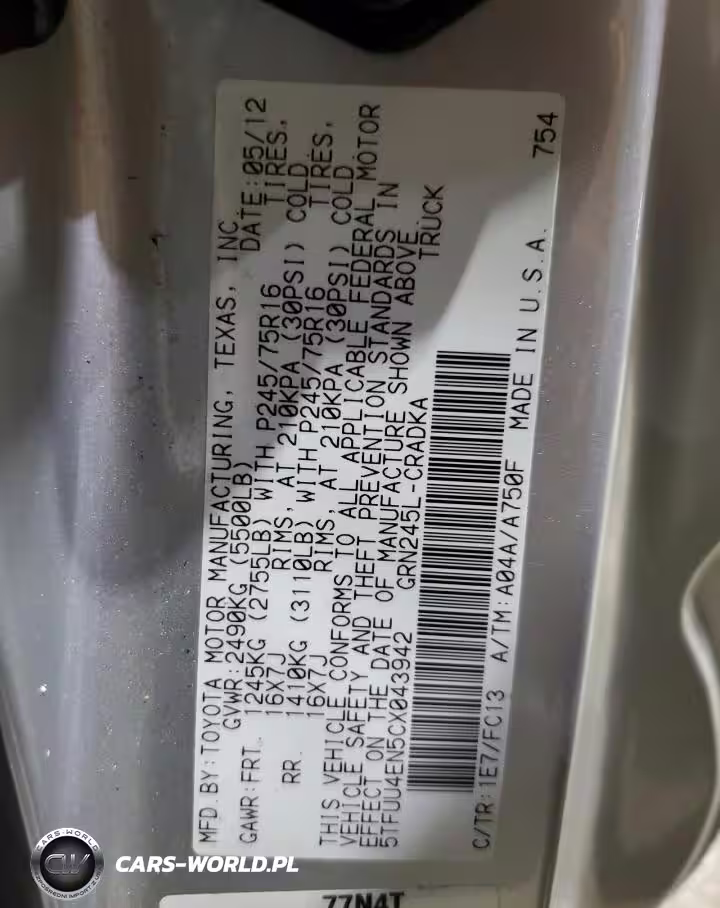 MFD.BY:TOYOTA MOTOR MANUFACTURING, TEXAS, INC.
GVWR:2490KG (5500LB) DATE:05/12
GAWR:FRT. 1245KG (2755LB) WITH P245/75R16 TIRES,
16X7J RIMS, AT 210KPA (30PSI) COLD
RR. 1410KG (3110LB) WITH P245/75R16 TIRES,
16X7J RIMS, AT 210KPA (30PSI) COLD.
THIS VEHICLE CONFORMS TO ALL APPLICABLE FEDERAL MOTOR
VEHICLE SAFETY AND THEFT PREVENTION STANDARDS IN
EFFECT ON THE DATE OF MANUFACTURE SHOWN ABOVE.
5TFUU4EN5CX043942 GRN245L-CRADKA TRUCK
C/TR:1E7/FC13 A/TM:A04A/A750F MADE IN U.S.A. 754
77N4T
CARS-WORLD
CW
CARS-WORLD.PL